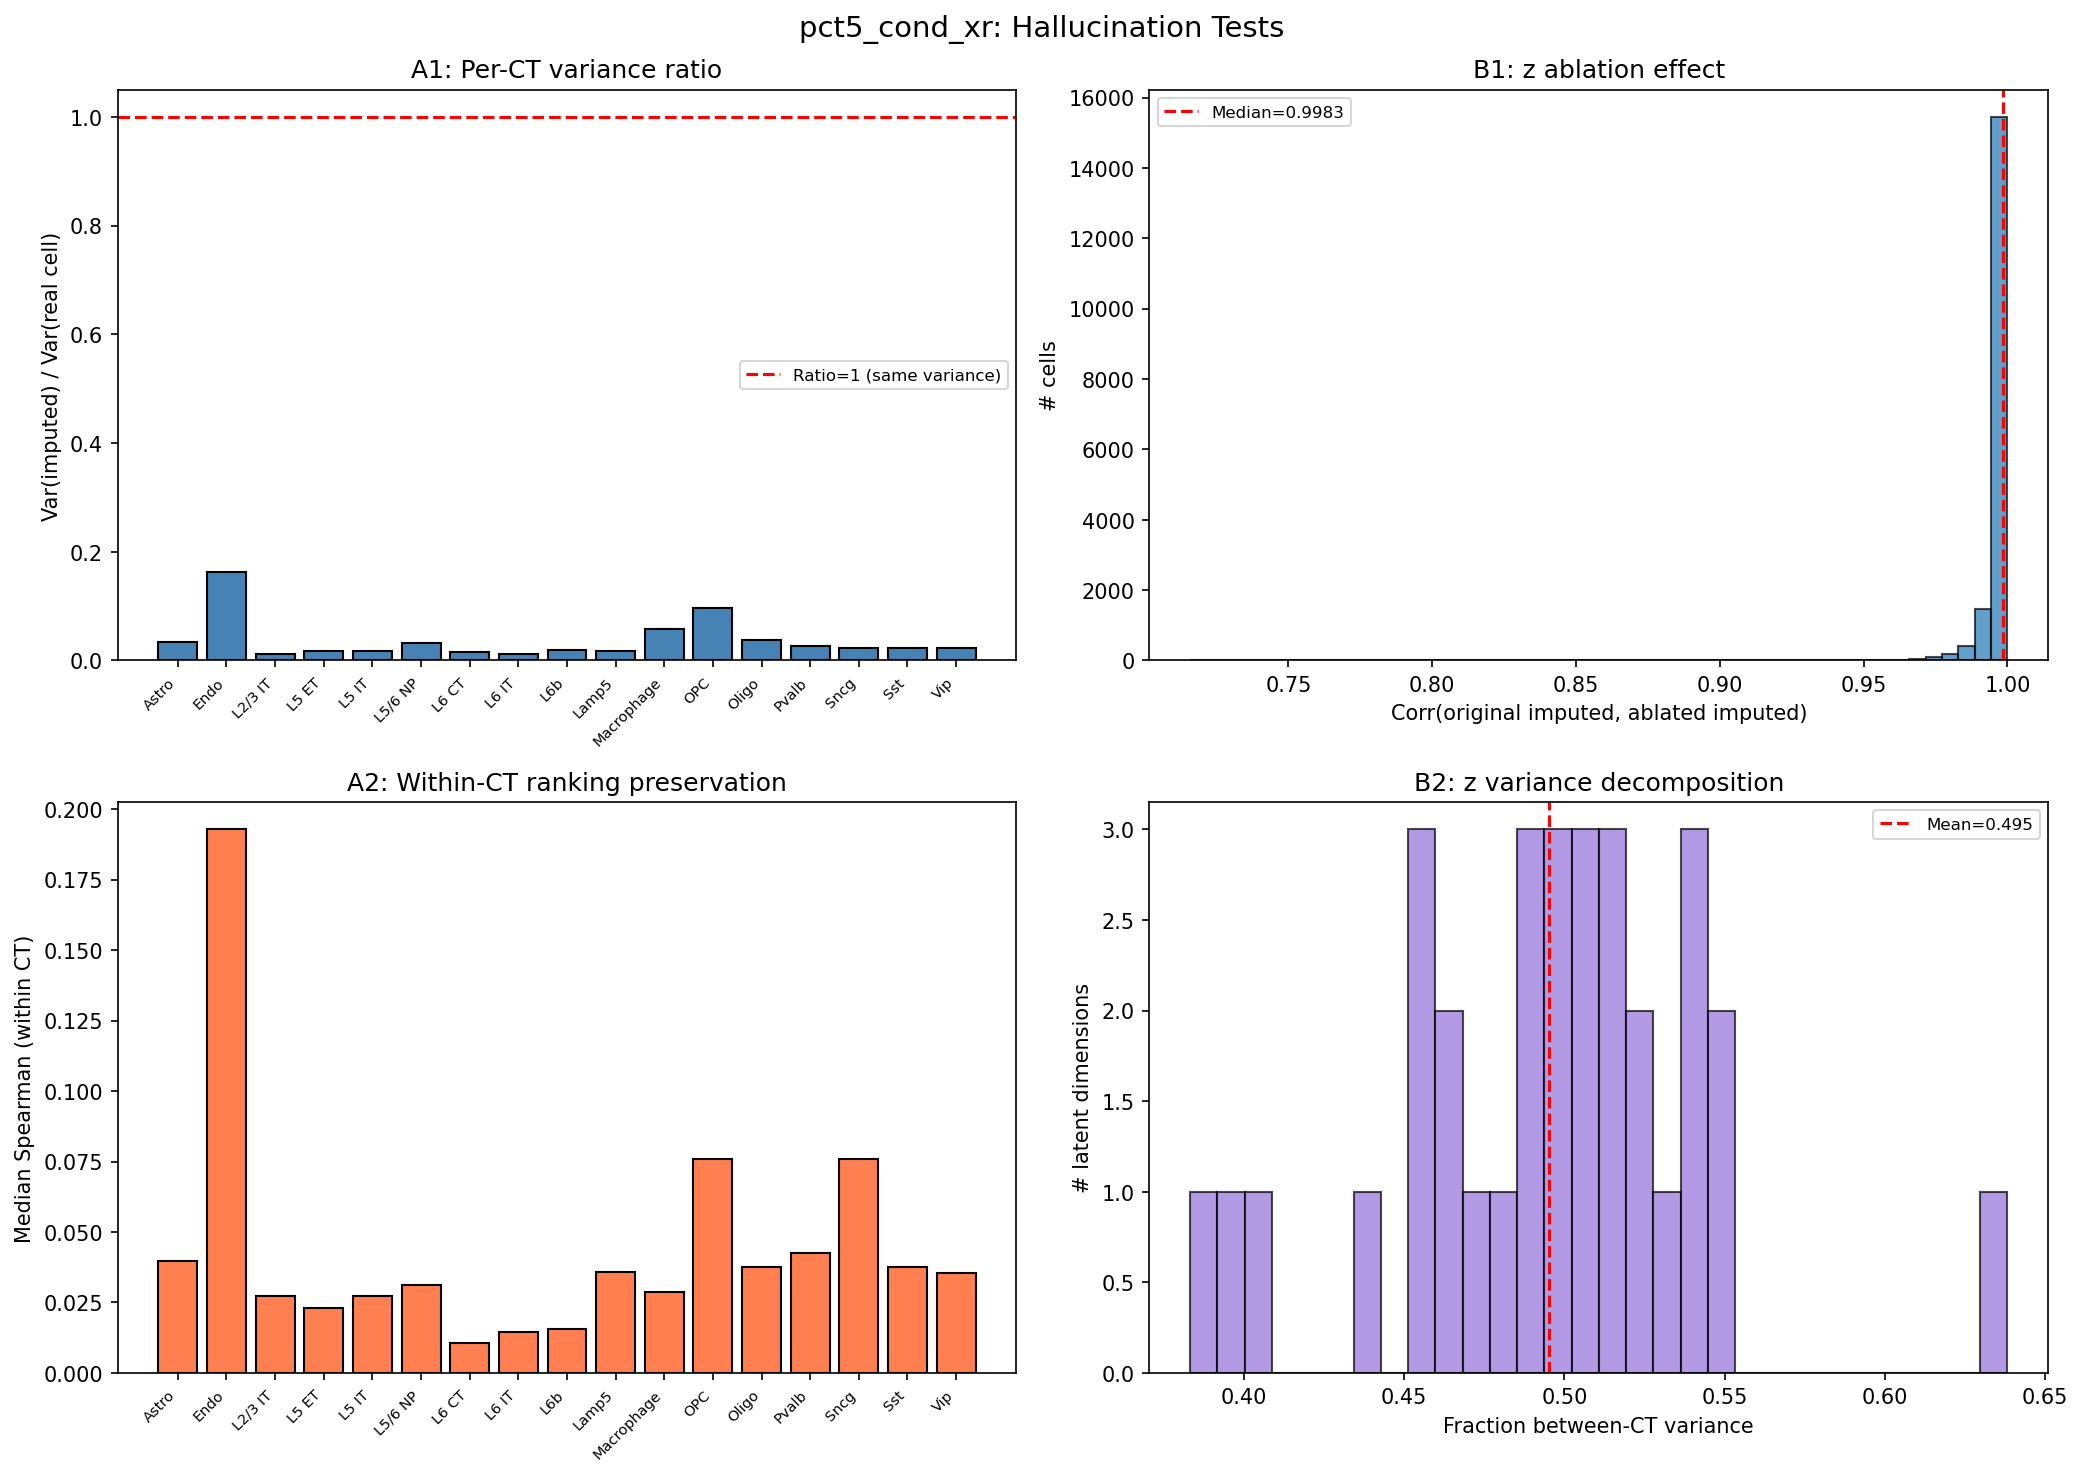 pct5_cond_xr: Hallucination Tests
A1: Per-CT variance ratio
Var(imputed) / Var(real cell)
1.0
0.8
0.6
0.4
0.2
0.0
Ratio=1 (same variance)
Astro
Endo
L2/3 IT
L5 ET
L5 IT
L5/6 NP
L6 CT
L6 IT
L6b
Lamp5
Macrophage
OPC
Oligo
Pvalb
Sncg
Sst
Vip
B1: z ablation effect
# cells
16000
14000
12000
10000
8000
6000
4000
2000
0
Median=0.9983
0.75
0.80
0.85
0.90
0.95
1.00
Corr(original imputed, ablated imputed)
A2: Within-CT ranking preservation
Median Spearman (within CT)
0.200
0.175
0.150
0.125
0.100
0.075
0.050
0.025
0.000
Astro
Endo
L2/3 IT
L5 ET
L5 IT
L5/6 NP
L6 CT
L6 IT
L6b
Lamp5
Macrophage
OPC
Oligo
Pvalb
Sncg
Sst
Vip
B2: z variance decomposition
# latent dimensions
3.0
2.5
2.0
1.5
1.0
0.5
0.0
Mean=0.495
0.40
0.45
0.50
0.55
0.60
0.65
Fraction between-CT variance